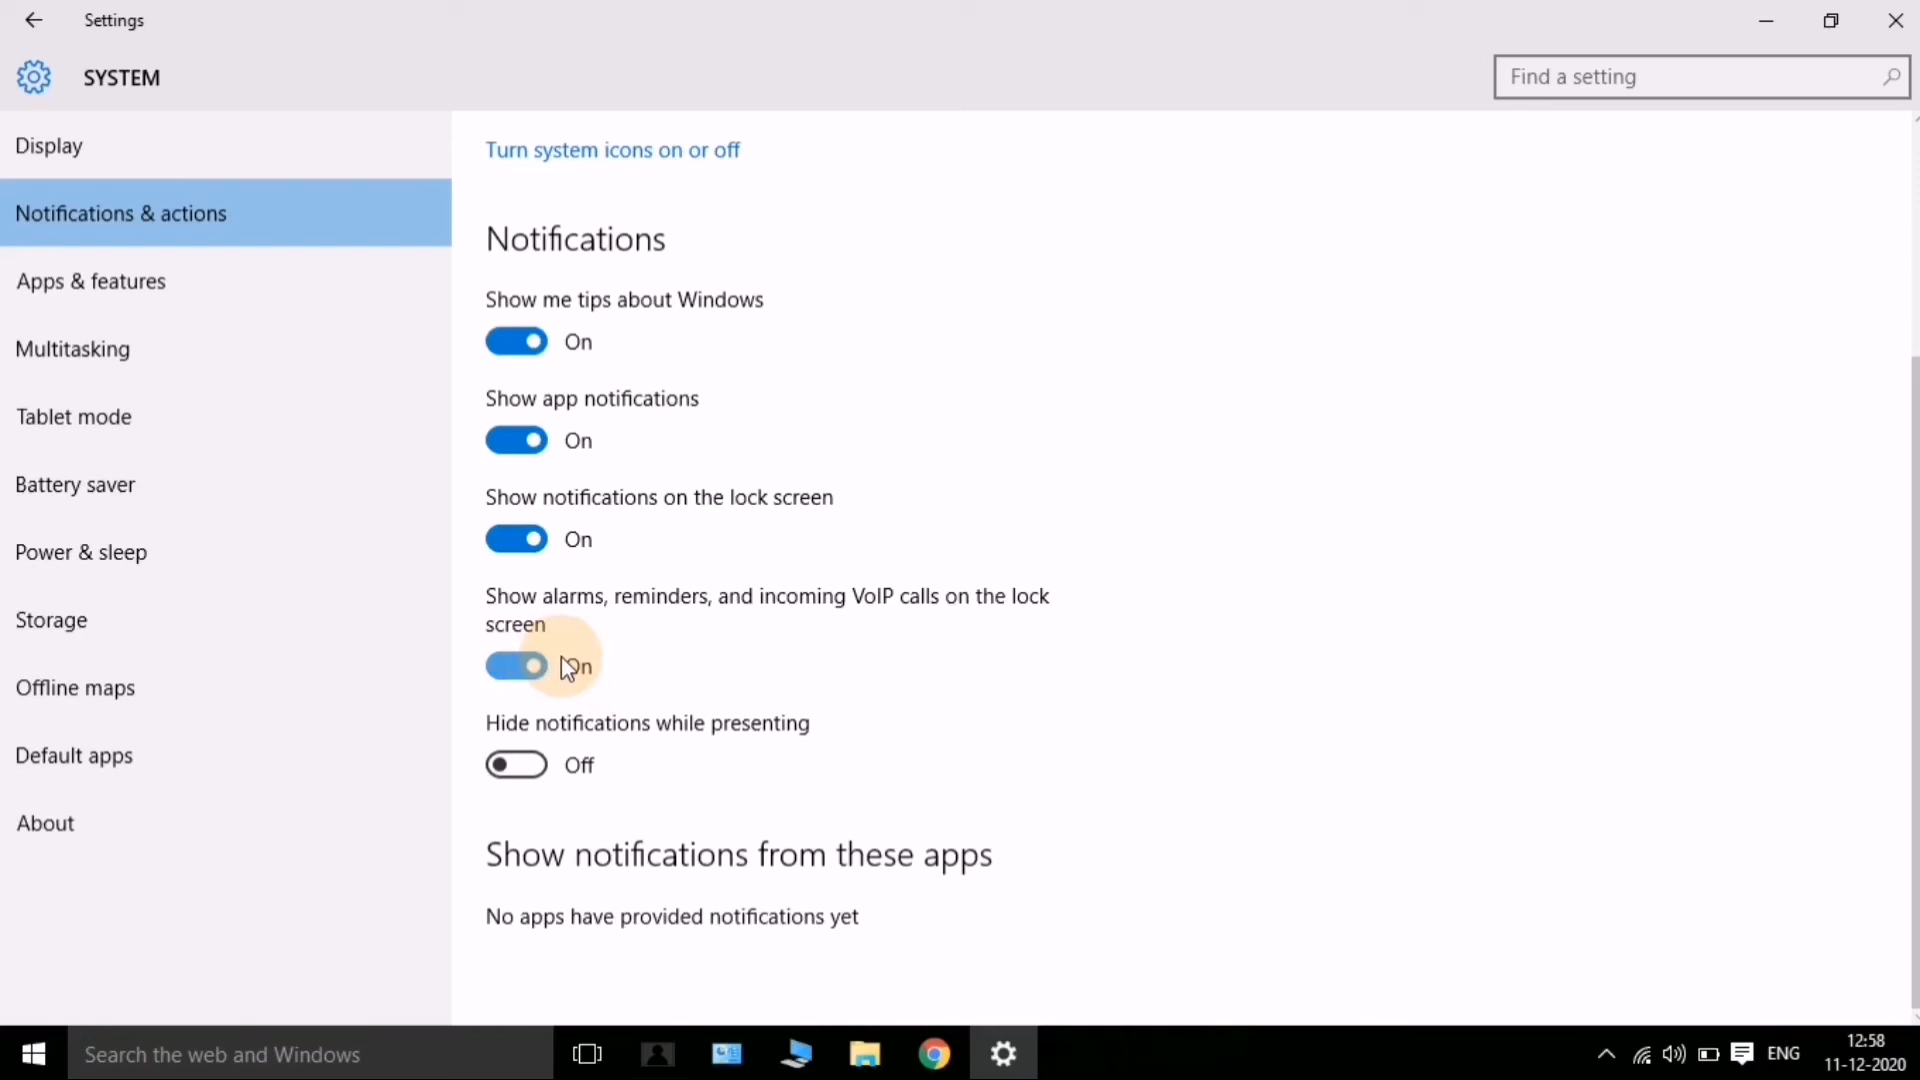 Settings
SYSTEM
Find a setting
Display
Notifications & actions
Apps & features
Multitasking
Tablet mode
Battery saver
Power & sleep
Storage
Offline maps
Default apps
About
Turn system icons on or off
Notifications
Show me tips about Windows
On
Show app notifications
On
Show notifications on the lock screen
On
Show alarms, reminders, and incoming VoIP calls on the lock
screen
On
Hide notifications while presenting
Off
Show notifications from these apps
No apps have provided notifications yet
Search the web and Windows
ENG
12:58
11-12-2020